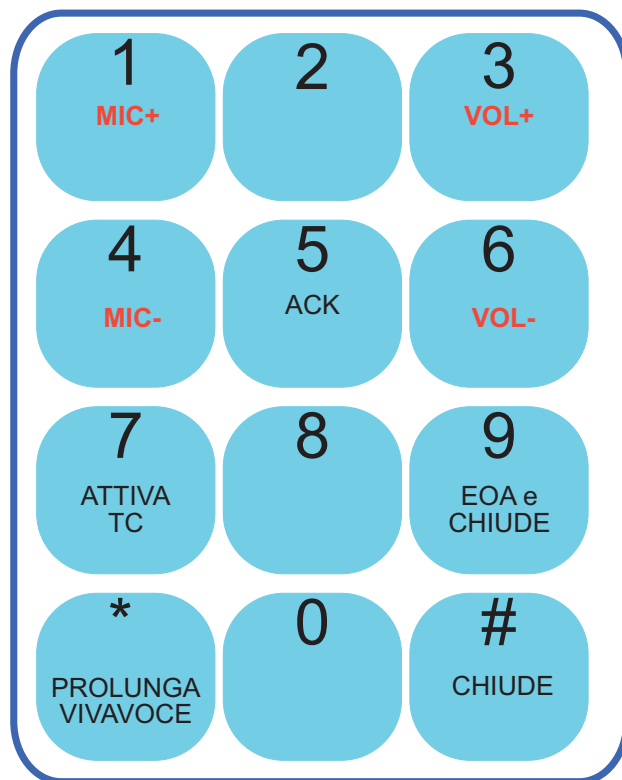 1 2 3
MIC+ VOL+
4 5 6
MIC- ACK VOL-
7 8 9
ATTIVA EOA e
TC CHIUDE
* 0 #
PROLUNGA CHIUDE
VIVAVOCE